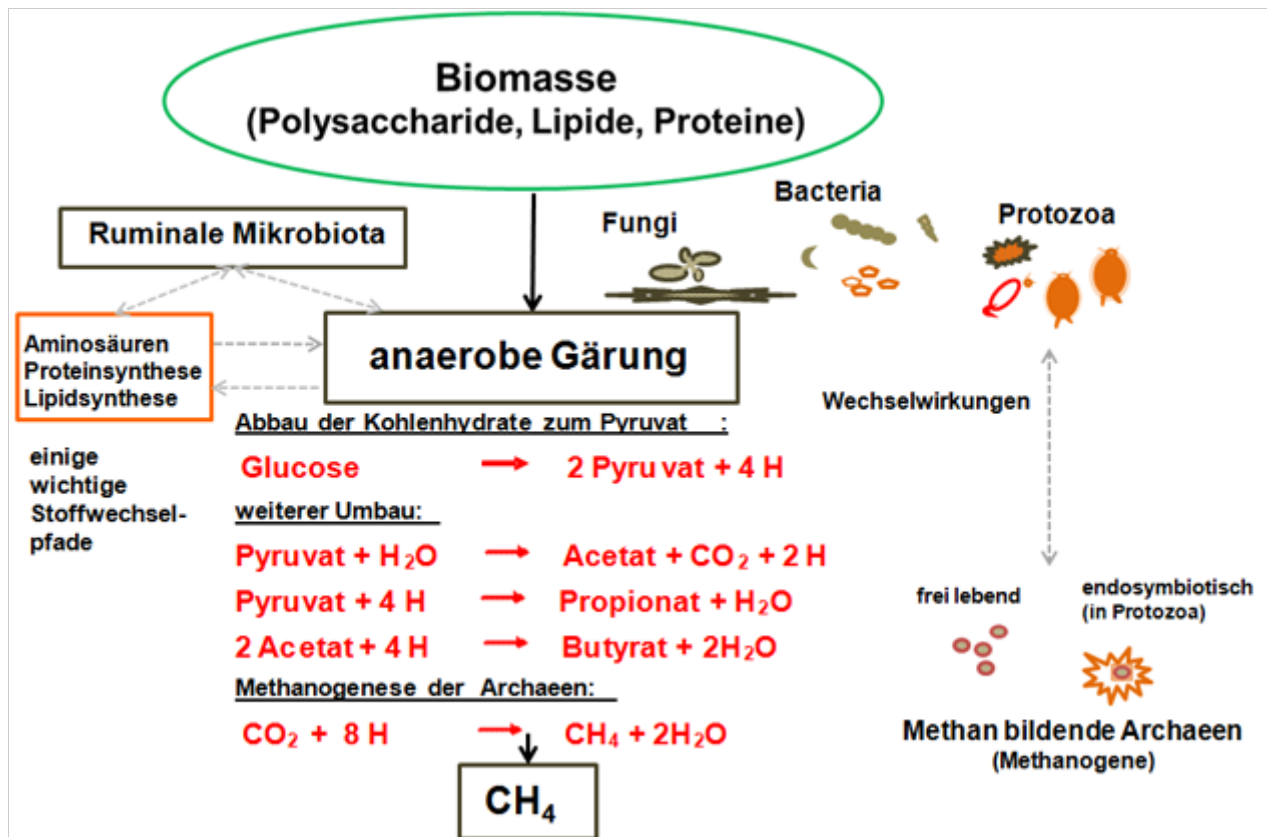 Biomasse
(Polysaccharide, Lipide, Proteine)
Ruminale Mikrobiota
Fungi
Bacteria
Protozoa
Aminosäuren
Proteinsynthese
Lipidsynthese
anaerobe Gärung
einige
wichtige
Stoffwechsel-
pfade
Abbau der Kohlenhydrate zum Pyruvat :
Glucose → 2 Pyruvat + 4 H
weiterer Umbau:
Pyruvat + H₂O → Acetat + CO₂ + 2 H
Pyruvat + 4 H → Propionat + H₂O
2 Acetat + 4 H → Butyrat + 2H₂O
Methanogenese der Archaeen:
CO₂ + 8 H → CH₄ + 2H₂O
CH₄
Wechselwirkungen
frei lebend
endosymbiotisch
(in Protozoa)
Methan bildende Archaeen
(Methanogene)